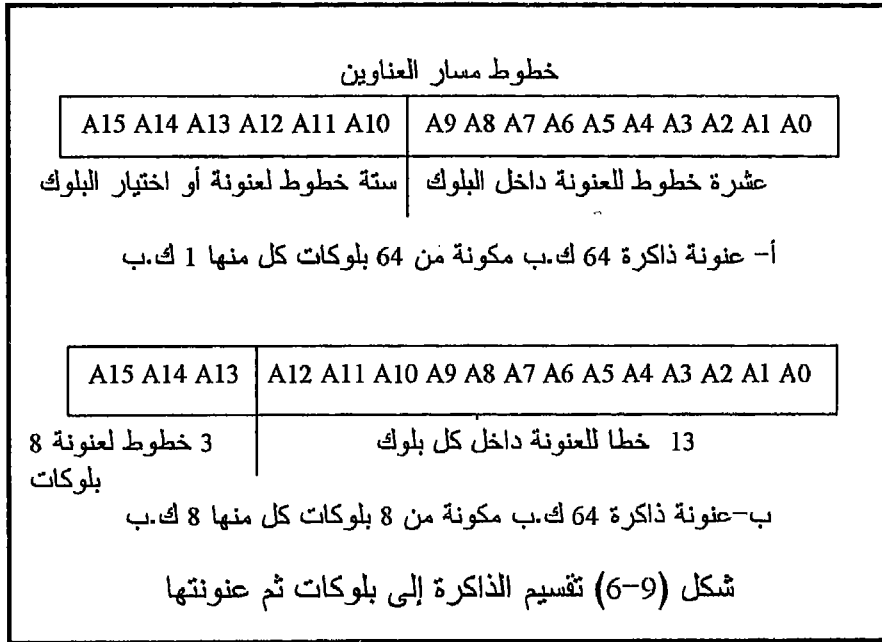 خطوط مسار العناوين
A15 A14 A13 A12 A11 A10 A9 A8 A7 A6 A5 A4 A3 A2 A1 A0
عشرة خطوط للعنونة داخل البلوك ستة خطوط لعنونة أو اختيار البلوك
أ- عنونة ذاكرة 64 ك.ب مكونة من 64 بلوكات كل منها 1 ك.ب
A15 A14 A13 A12 A11 A10 A9 A8 A7 A6 A5 A4 A3 A2 A1 A0
13 خطا للعنونة داخل كل بلوك 3 خطوط لعنونة 8
بلوكات
ب-عنونة ذاكرة 64 ك.ب مكونة من 8 بلوكات كل منها 8 ك.ب
شكل (9-6) تقسيم الذاكرة إلى بلوكات ثم عنونتها